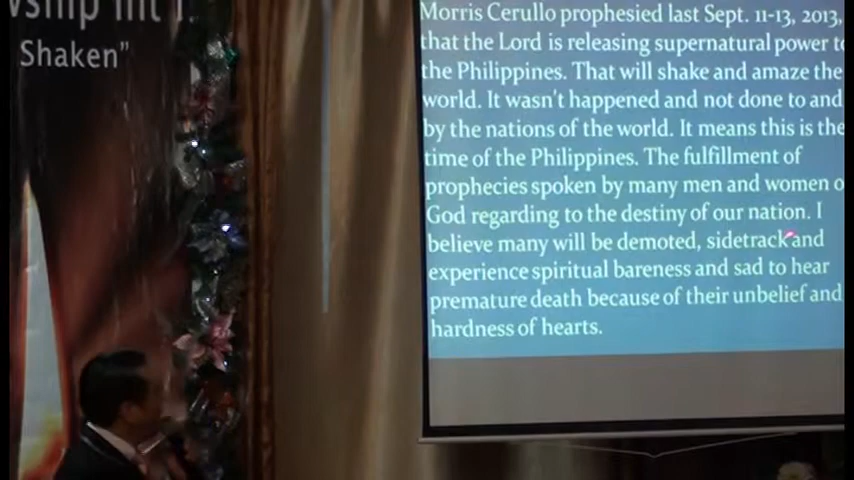 Shaken"
Morris Cerullo prophesied last Sept. 11-13, 2013,
that the Lord is releasing supernatural power to
the Philippines. That will shake and amaze the
world. It wasn't happened and not done to and
by the nations of the world. It means this is the
time of the Philippines. The fulfillment of
prophecies spoken by many men and women o
God regarding to the destiny of our nation. I
believe many will be demoted, sidetrack and
experience spiritual bareness and sad to hear
premature death because of their unbelief and
hardness of hearts.